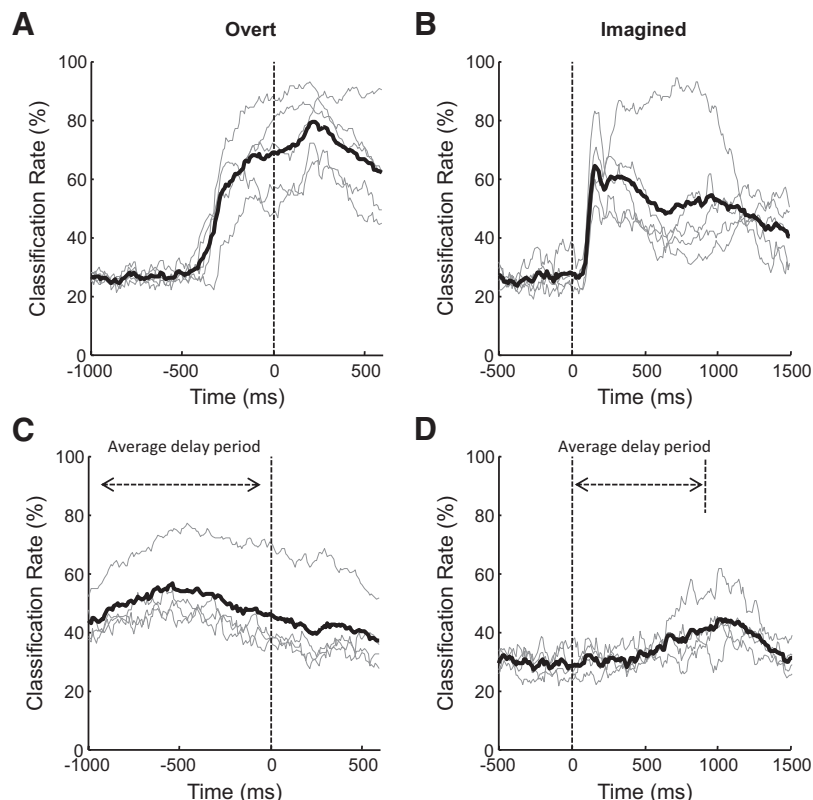 A
Overt
Classification Rate (%)
100
80
60
40
20
0
-1000
-500
0
500
Time (ms)
B
Imagined
Classification Rate (%)
100
80
60
40
20
0
-500
0
500
1000
1500
Time (ms)
C
Average delay period
Classification Rate (%)
100
80
60
40
20
0
-1000
-500
0
500
Time (ms)
D
Average delay period
Classification Rate (%)
100
80
60
40
20
0
-500
0
500
1000
1500
Time (ms)